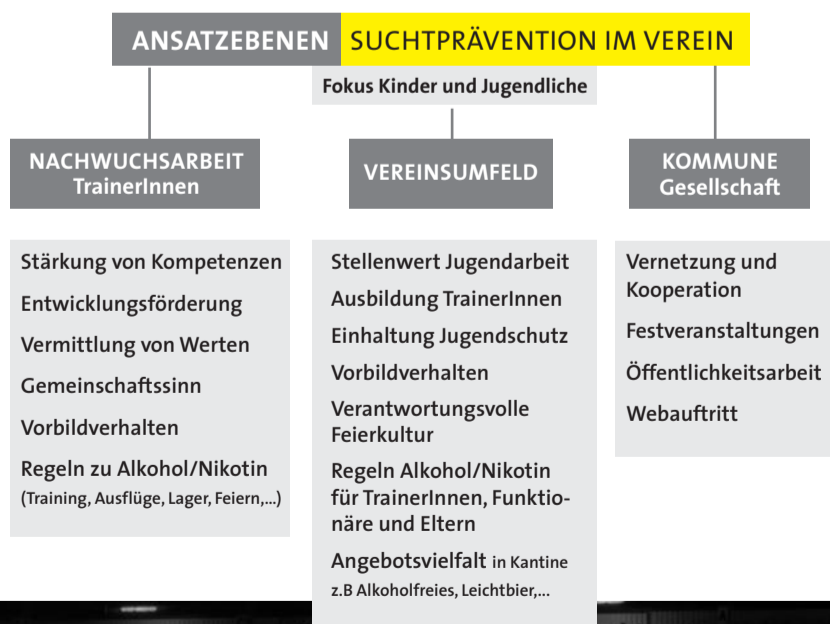 ANSATZEBENEN SUCHTPRÄVENTION IM VEREIN
Fokus Kinder und Jugendliche
NACHWUCHSARBEIT
TrainerInnen
Stärkung von Kompetenzen
Entwicklungsförderung
Vermittlung von Werten
Gemeinschaftssinn
Vorbildverhalten
Regeln zu Alkohol/Nikotin
(Training, Ausflüge, Lager, Feiern,...)
VEREINSUMFELD
Stellenwert Jugendarbeit
Ausbildung TrainerInnen
Einhaltung Jugendschutz
Vorbildverhalten
Verantwortungsvolle
Feierkultur
Regeln Alkohol/Nikotin
für TrainerInnen, Funktio-
näre und Eltern
Angebotsvielfalt in Kantine
z.B Alkoholfreies, Leichtbier,...
KOMMUNE
Gesellschaft
Vernetzung und
Kooperation
Festveranstaltungen
Öffentlichkeitsarbeit
Webauftritt